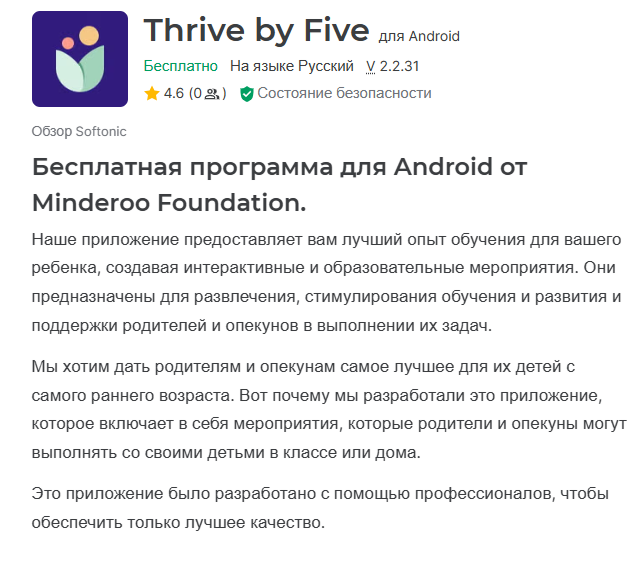 Thrive by Five для Android
Бесплатно На языке Русский V 2.2.31
4.6 (0 ) Состояние безопасности
Обзор Softonic
Бесплатная программа для Android от
Minderoo Foundation.
Наше приложение предоставляет вам лучший опыт обучения для вашего
ребенка, создавая интерактивные и образовательные мероприятия. Они
предназначены для развлечения, стимулирования обучения и развития и
поддержки родителей и опекунов в выполнении их задач.
Мы хотим дать родителям и опекунам самое лучшее для их детей с
самого раннего возраста. Вот почему мы разработали это приложение,
которое включает в себя мероприятия, которые родители и опекуны могут
выполнять со своими детьми в классе или дома.
Это приложение было разработано с помощью профессионалов, чтобы
обеспечить только лучшее качество.